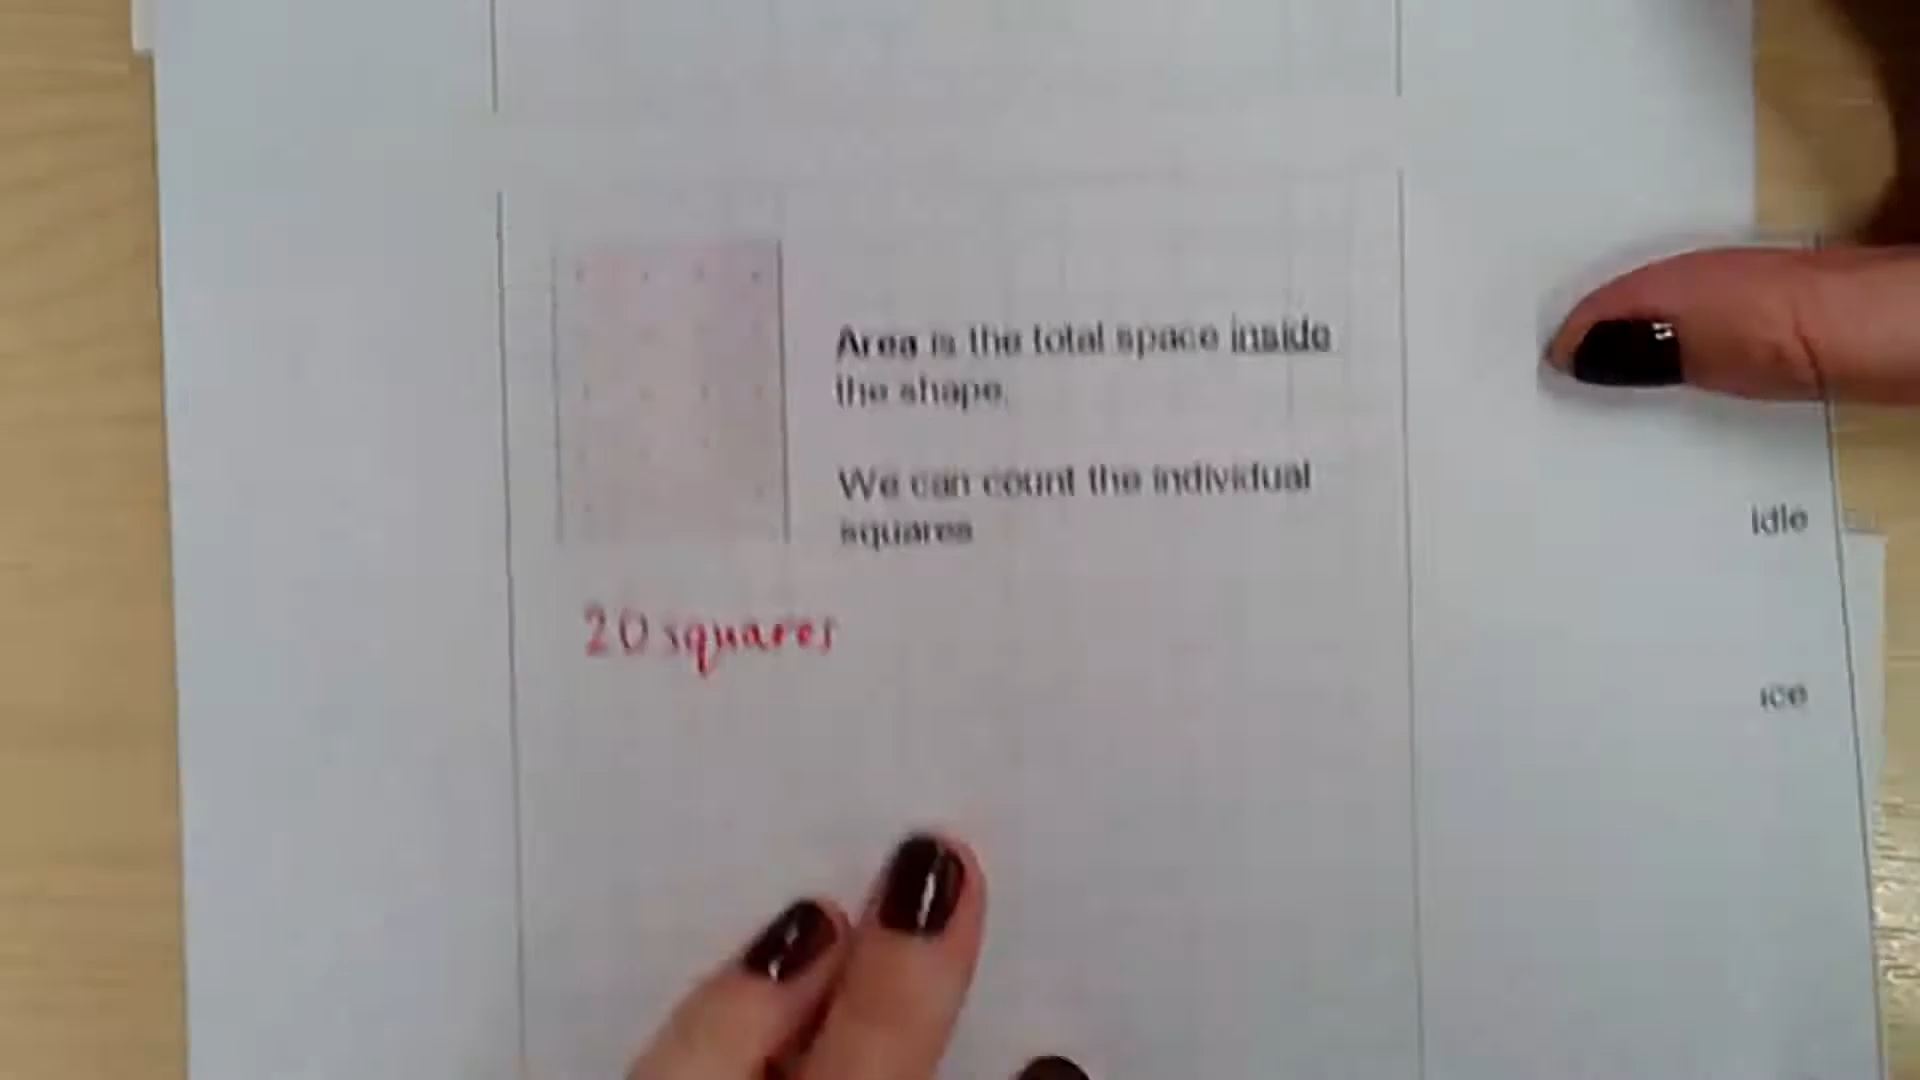 Area is the total space inside
the shape.
We can count the individual
squares
idle
20 squares
ice